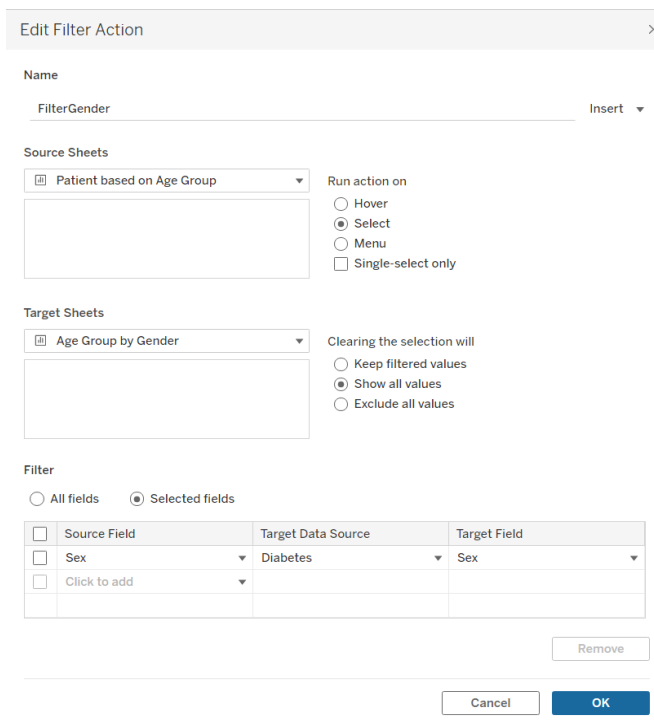 Edit Filter Action
Name
FilterGender
Insert
Source Sheets
Patient based on Age Group
Run action on
Hover
Select
Menu
Single-select only
Target Sheets
Age Group by Gender
Clearing the selection will
Keep filtered values
Show all values
Exclude all values
Filter
All fields
Selected fields
Source Field Target Data Source Target Field
Sex Diabetes Sex
Click to add
Remove
Cancel OK